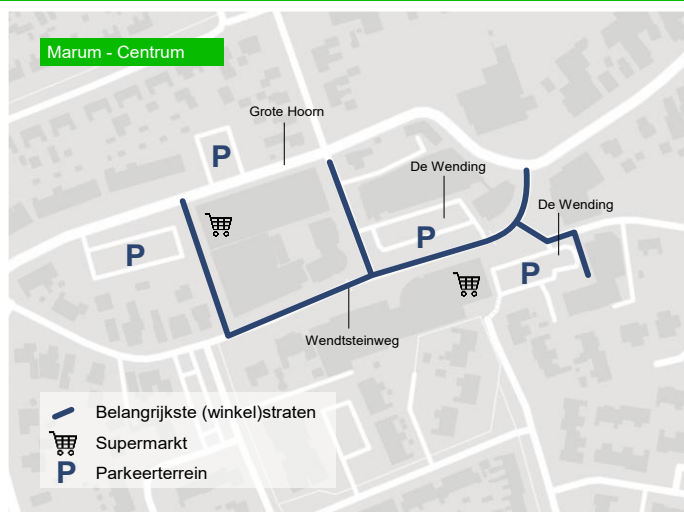 Marum - Centrum
Grote Hoorn
P
De Wending
De Wending
P
P
P
Wendtsteinweg
Belangrijkste (winkel)straten
Supermarkt
P Parkeerterrein